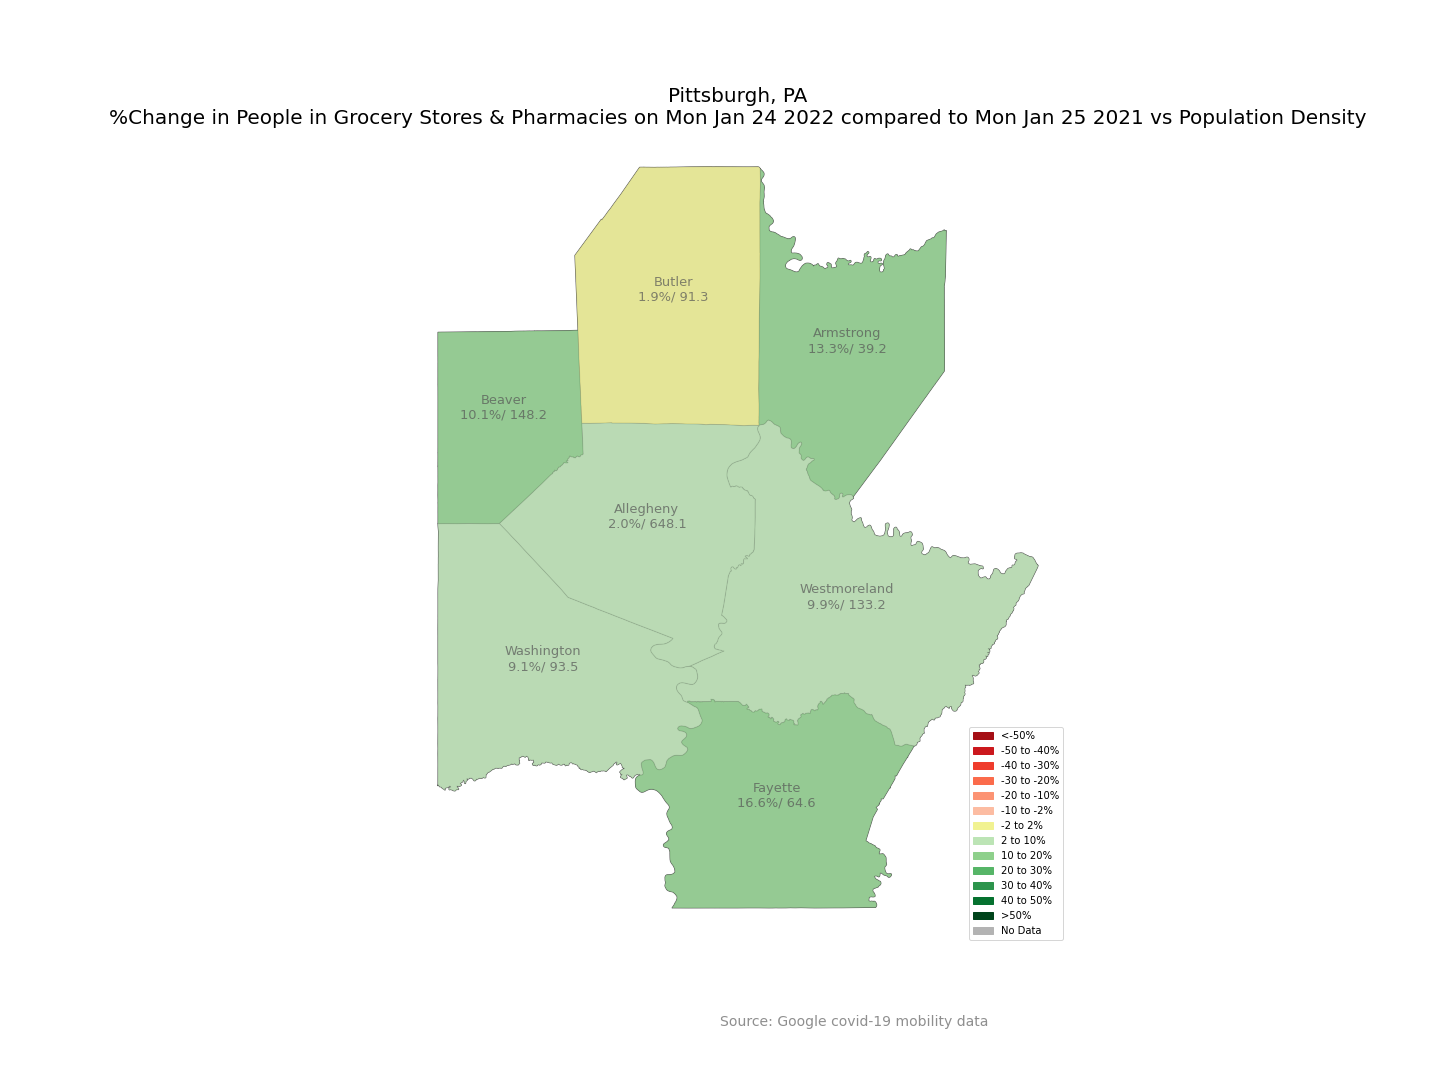 Pittsburgh, PA
%Change in People in Grocery Stores & Pharmacies on Mon Jan 24 2022 compared to Mon Jan 25 2021 vs Population Density
Butler
1.9%/ 91.3
Armstrong
13.3%/ 39.2
Beaver
10.1%/ 148.2
Allegheny
2.0%/ 648.1
Westmoreland
9.9%/ 133.2
Washington
9.1%/ 93.5
Fayette
16.6%/ 64.6
<-50%
-50 to -40%
-40 to -30%
-30 to -20%
-20 to -10%
-10 to -2%
-2 to 2%
2 to 10%
10 to 20%
20 to 30%
30 to 40%
40 to 50%
>50%
No Data
Source: Google covid-19 mobility data